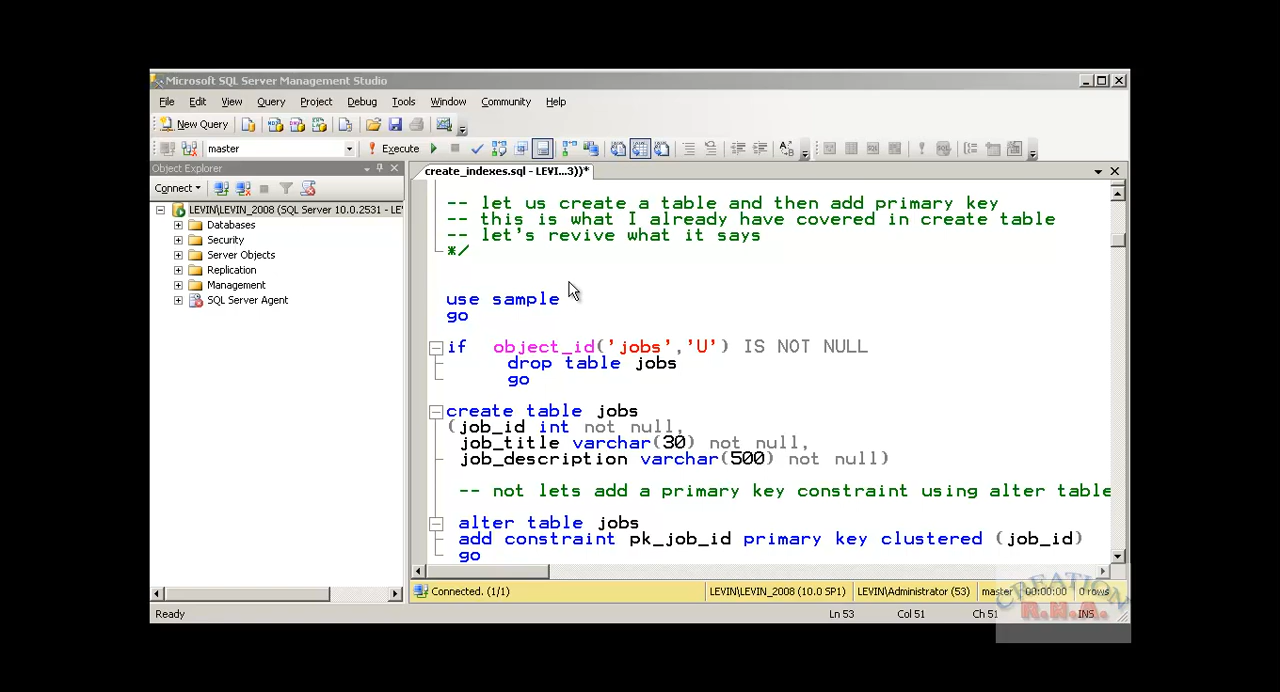 Microsoft SQL Server Management Studio
File Edit View Query Project Debug Tools Window Community Help
New Query
master Execute
Object Explorer
create_indexes.sql - LEVI...3))*
Connect
LEVIN\LEVIN_2008 (SQL Server 10.0.2531 - LE
Databases
Security
Server Objects
Replication
Management
SQL Server Agent
-- let us create a table and then add primary key
-- this is what I already have covered in create table
-- let's revive what it says
*/
use sample
go
if object_id('jobs','U') IS NOT NULL
drop table jobs
go
create table jobs
(job_id int not null,
job_title varchar(30) not null,
job_description varchar(500) not null)
-- not lets add a primary key constraint using alter table
alter table jobs
add constraint pk_job_id primary key clustered (job_id)
go
Connected. (1/1) LEVIN\LEVIN_2008 (10.0 SP1) LEVIN\Administrator (53) master 00:00:00 0 rows
Ready Ln 53 Col 51 Ch 51 INS
CREATION
R.N.A.